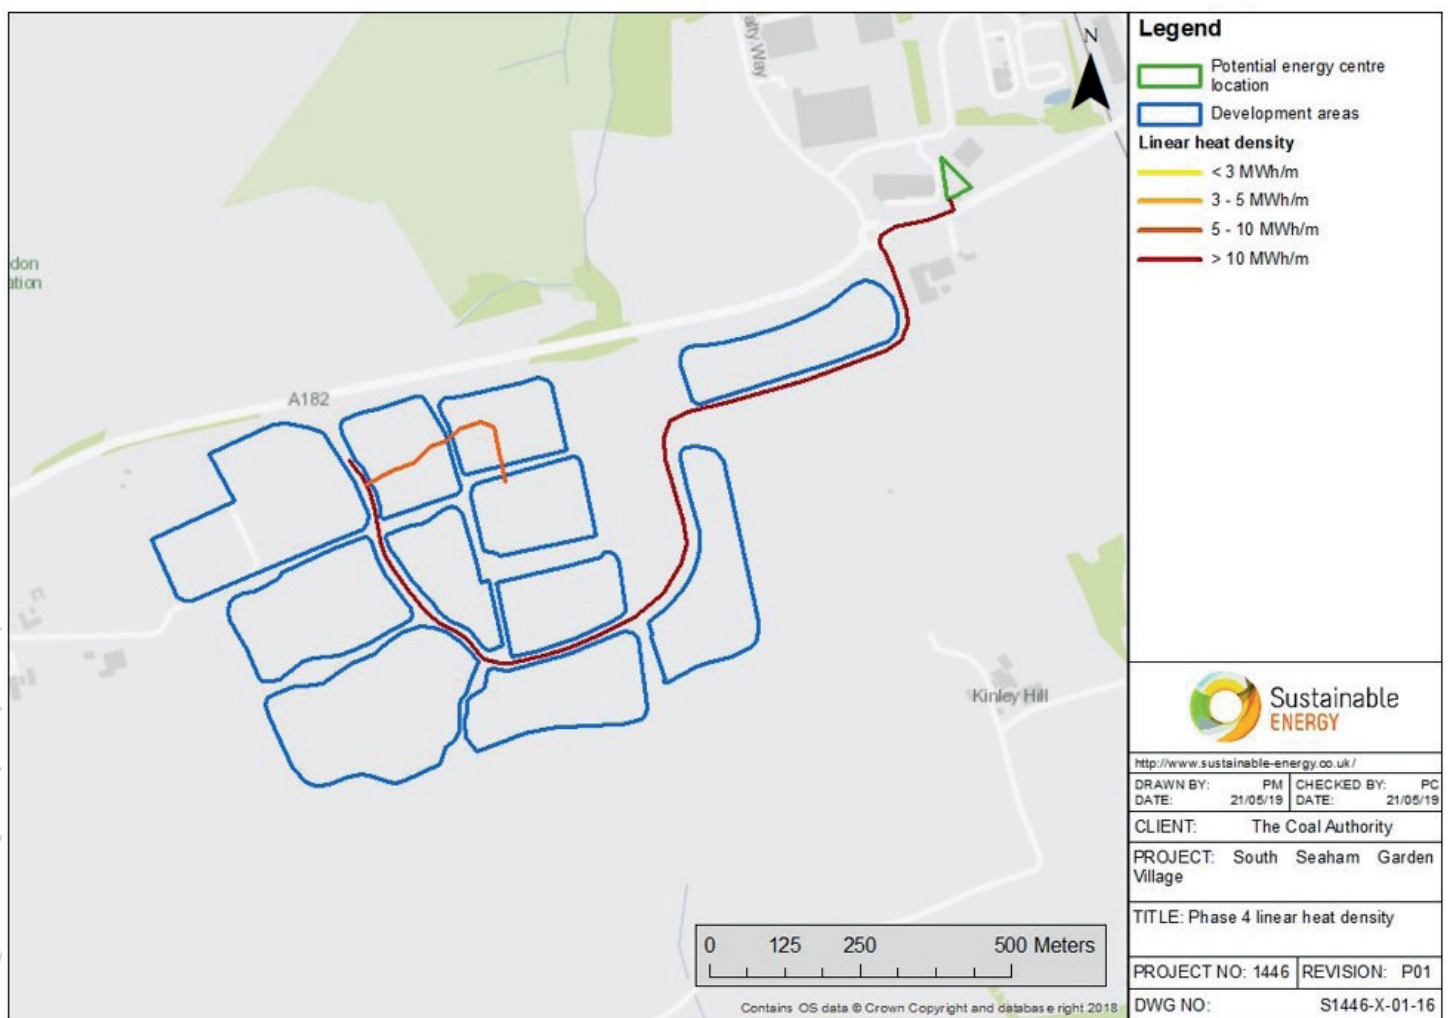 alty Way
N
don
ation
A182
Kinley Hill
0 125 250 500 Meters
Contains OS data © Crown Copyright and database right 2018
Legend
Potential energy centre
location
Development areas
Linear heat density
< 3 MWh/m
3 - 5 MWh/m
5 - 10 MWh/m
> 10 MWh/m
Sustainable
ENERGY
http://www.sustainable-energy.co.uk/
DRAWN BY: PM CHECKED BY: PC
DATE: 21/05/19 DATE: 21/05/19
CLIENT: The Coal Authority
PROJECT: South Seaham Garden
Village
TITLE: Phase 4 linear heat density
PROJECT NO: 1446 REVISION: P01
DWG NO: S1446-X-01-16